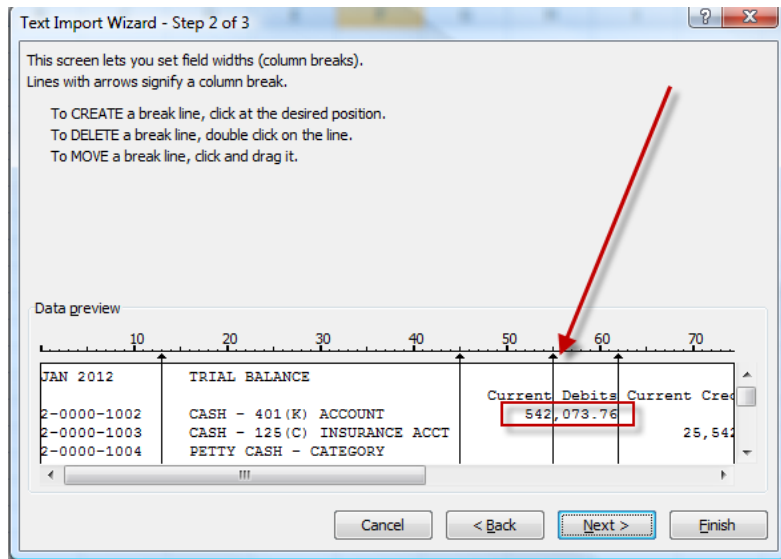 Text Import Wizard - Step 2 of 3
This screen lets you set field widths (column breaks).
Lines with arrows signify a column break.
To CREATE a break line, click at the desired position.
To DELETE a break line, double click on the line.
To MOVE a break line, click and drag it.
Data preview
10 20 30 40 50 60 70
JAN 2012 TRIAL BALANCE
Current Debits Current Cred
2-0000-1002 CASH - 401(K) ACCOUNT 542,073.76
2-0000-1003 CASH - 125(C) INSURANCE ACCT 25,542
2-0000-1004 PETTY CASH - CATEGORY
Cancel < Back Next > Finish